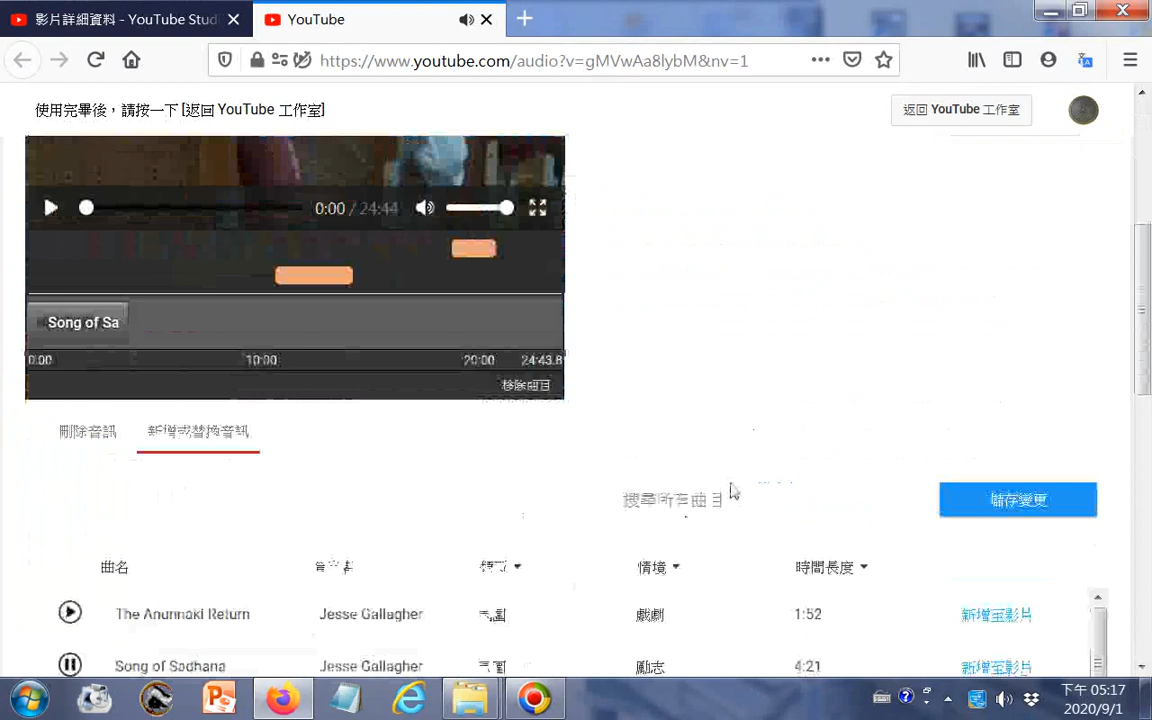 影片詳細資料 - YouTube Stud
YouTube
https://www.youtube.com/audio?v=gMVwAa8lybM&nv=1
使用完畢後，請按一下 [返回 YouTube 工作室]
返回 YouTube 工作室
0:00 / 24:44
Song of Sa
0:00
10:00
20:00
24:43.8
移除曲目
刪除音訊
新增或替換音訊
搜尋所有曲目
儲存變更
曲名
情境
時間長度
The Anunnaki Return
Jesse Gallagher
戲劇
1:52
新增至影片
Song of Sadhana
Jesse Gallagher
勵志
4:21
新增至影片
下午 05:17
2020/9/1